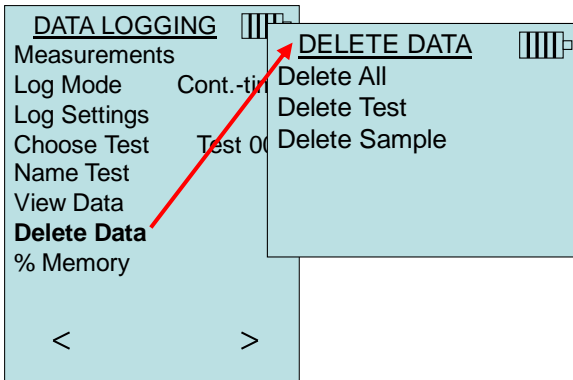 DATA LOGGING
Measurements
Log Mode Cont.-tim
Log Settings
Choose Test Test 00
Name Test
View Data
Delete Data
% Memory
< >
DELETE DATA
Delete All
Delete Test
Delete Sample